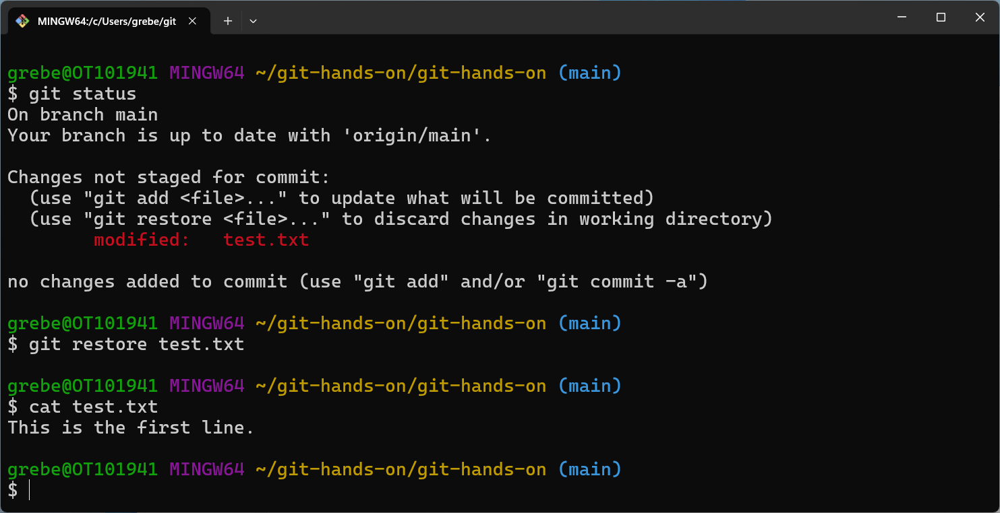 MINGW64:/c/Users/grebe/git
grebe@OT101941 MINGW64 ~/git-hands-on/git-hands-on (main)
$ git status
On branch main
Your branch is up to date with 'origin/main'.
Changes not staged for commit:
  (use "git add <file>..." to update what will be committed)
  (use "git restore <file>..." to discard changes in working directory)
        modified:   test.txt
no changes added to commit (use "git add" and/or "git commit -a")
grebe@OT101941 MINGW64 ~/git-hands-on/git-hands-on (main)
$ git restore test.txt
grebe@OT101941 MINGW64 ~/git-hands-on/git-hands-on (main)
$ cat test.txt
This is the first line.
grebe@OT101941 MINGW64 ~/git-hands-on/git-hands-on (main)
$